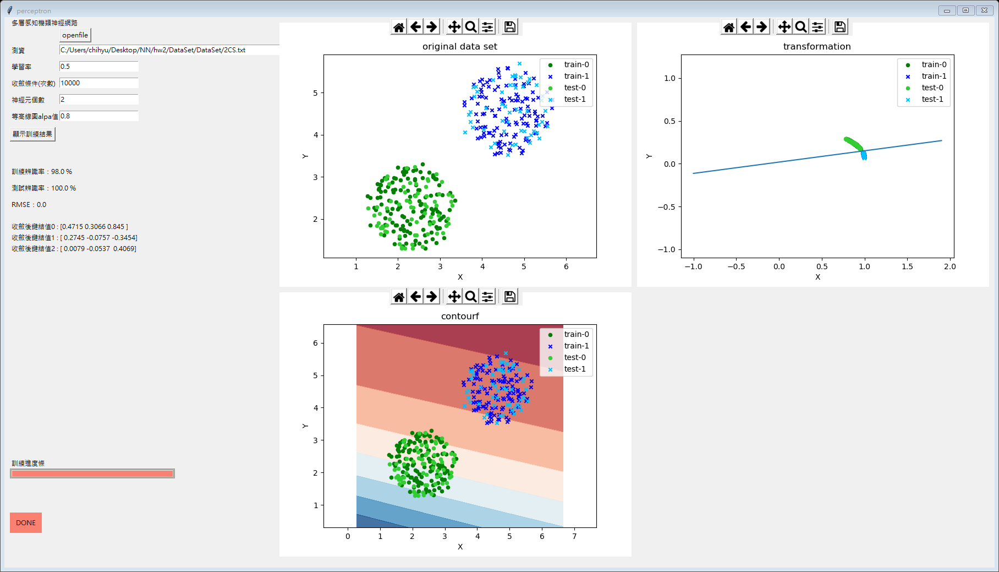 perceptron
多層感知機類神經網路
openfile
測資 C:/Users/chihyu/Desktop/NN/hw2/DataSet/DataSet/2CS.txt
學習率 0.5
收斂條件(次數) 10000
神經元個數 2
等高線圖alpa值 0.8
顯示訓練結果
訓練辨識率：98.0 %
測試辨識率：100.0 %
RMSE：0.0
收斂後鍵結值0 : [0.4715 0.3066 0.845 ]
收斂後鍵結值1 : [ 0.2745 -0.0757 -0.3454]
收斂後鍵結值2 : [ 0.0079 -0.0537  0.4069]
訓練進度條
DONE
original data set
train-0
train-1
test-0
test-1
5
4
3
2
Y
1 2 3 4 5 6
X
transformation
train-0
train-1
test-0
test-1
1.0
0.5
0.0
−0.5
−1.0
Y
−1.0 −0.5 0.0 0.5 1.0 1.5 2.0
X
contourf
train-0
train-1
test-0
test-1
6
5
4
3
2
1
Y
0 1 2 3 4 5 6 7
X